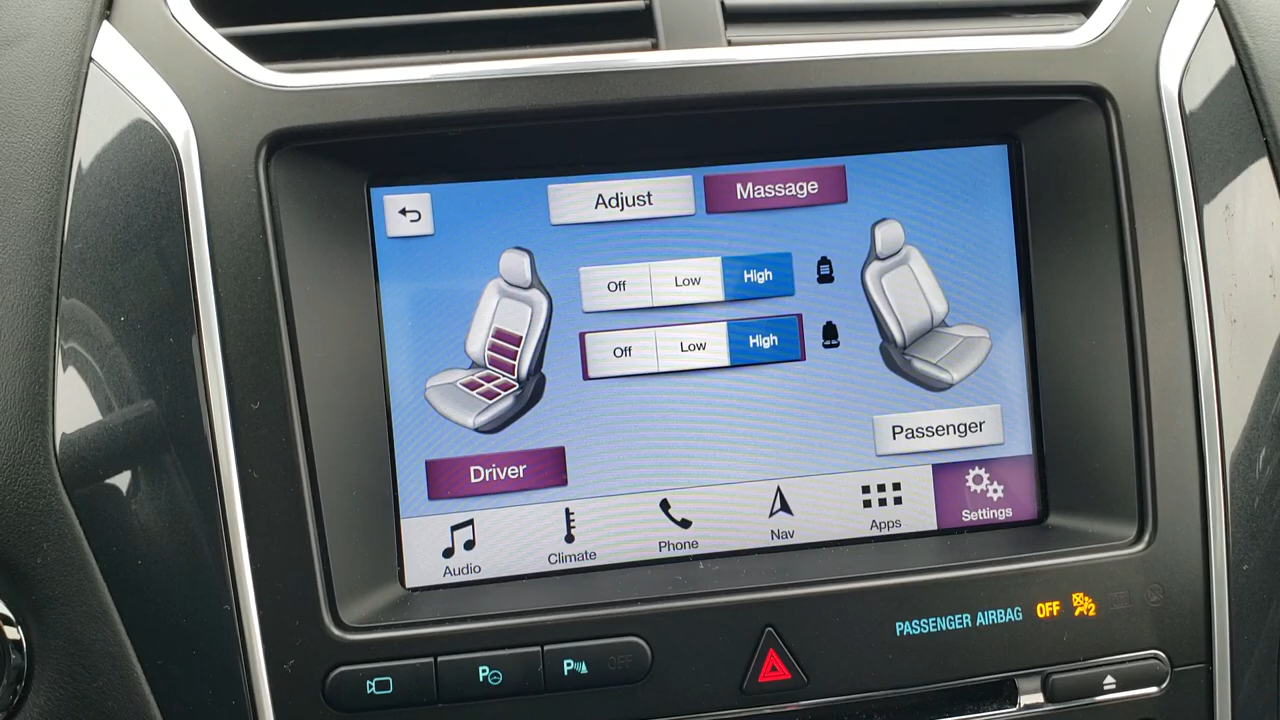 Adjust
Massage
Off
Low
High
Off
Low
High
Driver
Passenger
Audio
Climate
Phone
Nav
Apps
Settings
PASSENGER AIRBAG
OFF
2
P
P
OFF